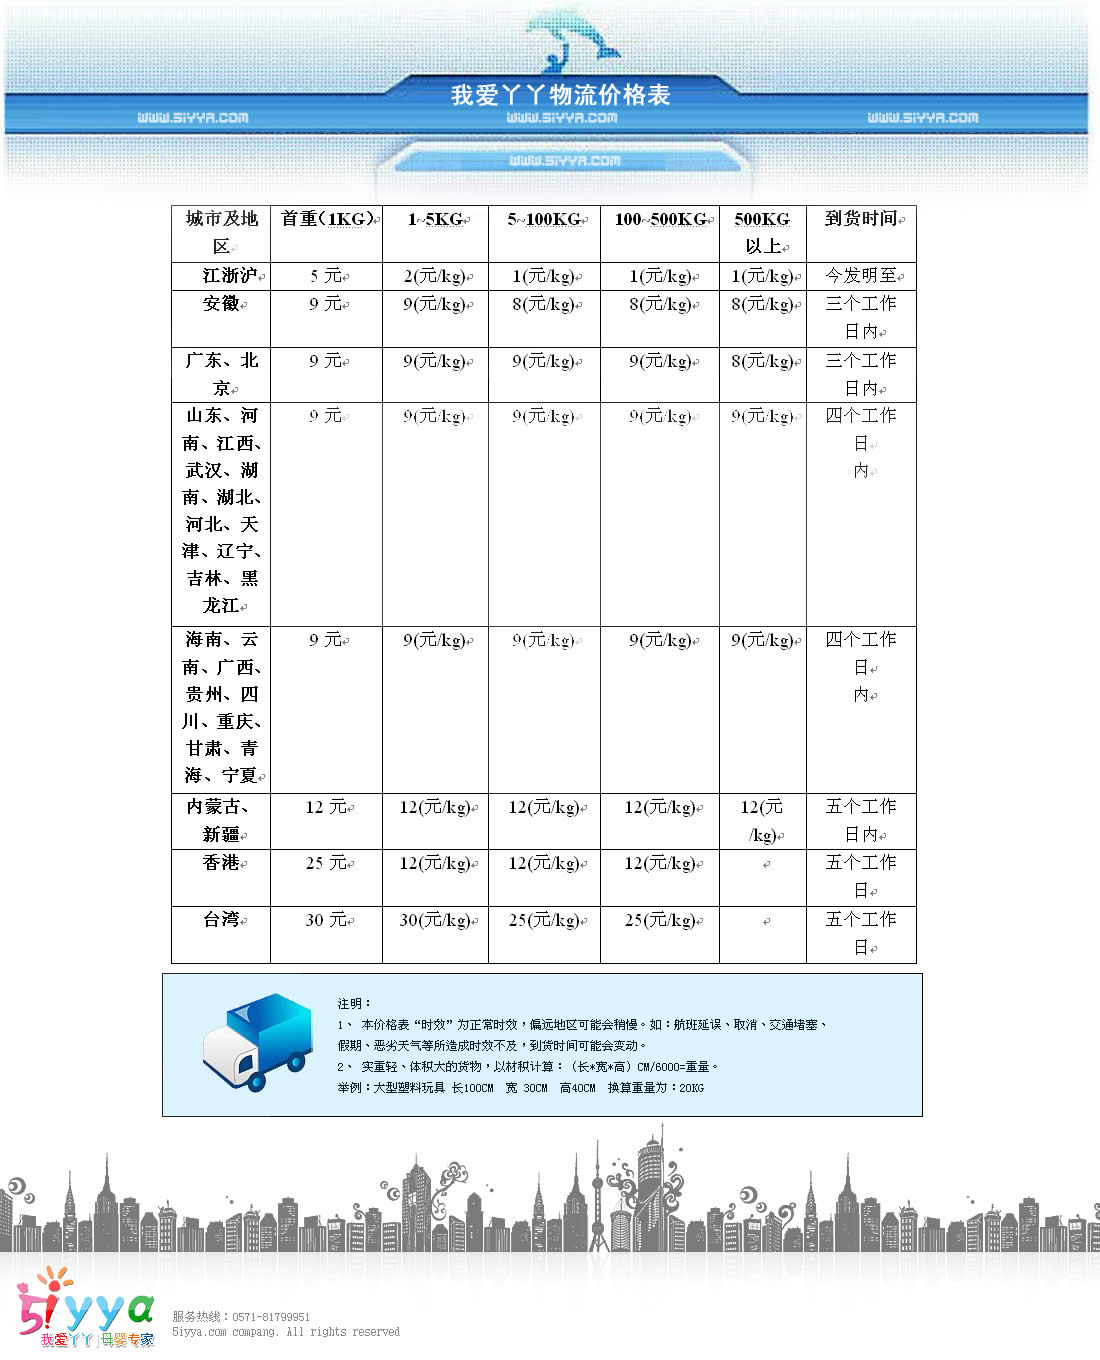 我爱丫丫物流价格表
www.5iyya.com www.5iyya.com www.5iyya.com
www.5iyya.com
城市及地 首重（1KG） 1~5KG 5~100KG 100~500KG 500KG 到货时间
区 以上
江浙沪 5 元 2(元/kg) 1(元/kg) 1(元/kg) 1(元/kg) 今发明至
安徽 9 元 9(元/kg) 8(元/kg) 8(元/kg) 8(元/kg) 三个工作
日内
广东、北 9 元 9(元/kg) 9(元/kg) 9(元/kg) 8(元/kg) 三个工作
京 日内
山东、河 9 元 9(元/kg) 9(元/kg) 9(元/kg) 9(元/kg) 四个工作
南、江西、 日
武汉、湖 内
南、湖北、
河北、天
津、辽宁、
吉林、黑
龙江
海南、云 9 元 9(元/kg) 9(元/kg) 9(元/kg) 9(元/kg) 四个工作
南、广西、 日
贵州、四 内
川、重庆、
甘肃、青
海、宁夏
内蒙古、 12 元 12(元/kg) 12(元/kg) 12(元/kg) 12(元 五个工作
新疆 /kg) 日内
香港 25 元 12(元/kg) 12(元/kg) 12(元/kg) 五个工作
日
台湾 30 元 30(元/kg) 25(元/kg) 25(元/kg) 五个工作
日
注明：
1、 本价格表“时效”为正常时效，偏远地区可能会稍慢。如：航班延误、取消、交通堵塞、
假期、恶劣天气等所造成时效不及，到货时间可能会变动。
2、 实重轻、体积大的货物，以材积计算：（长*宽*高）CM/6000=重量。
举例：大型塑料玩具 长100CM 宽 30CM 高40CM 换算重量为：20KG
5iyya
我爱丫丫|母婴专家
服务热线：0571-81799951
5iyya.com compang. All rights reserved